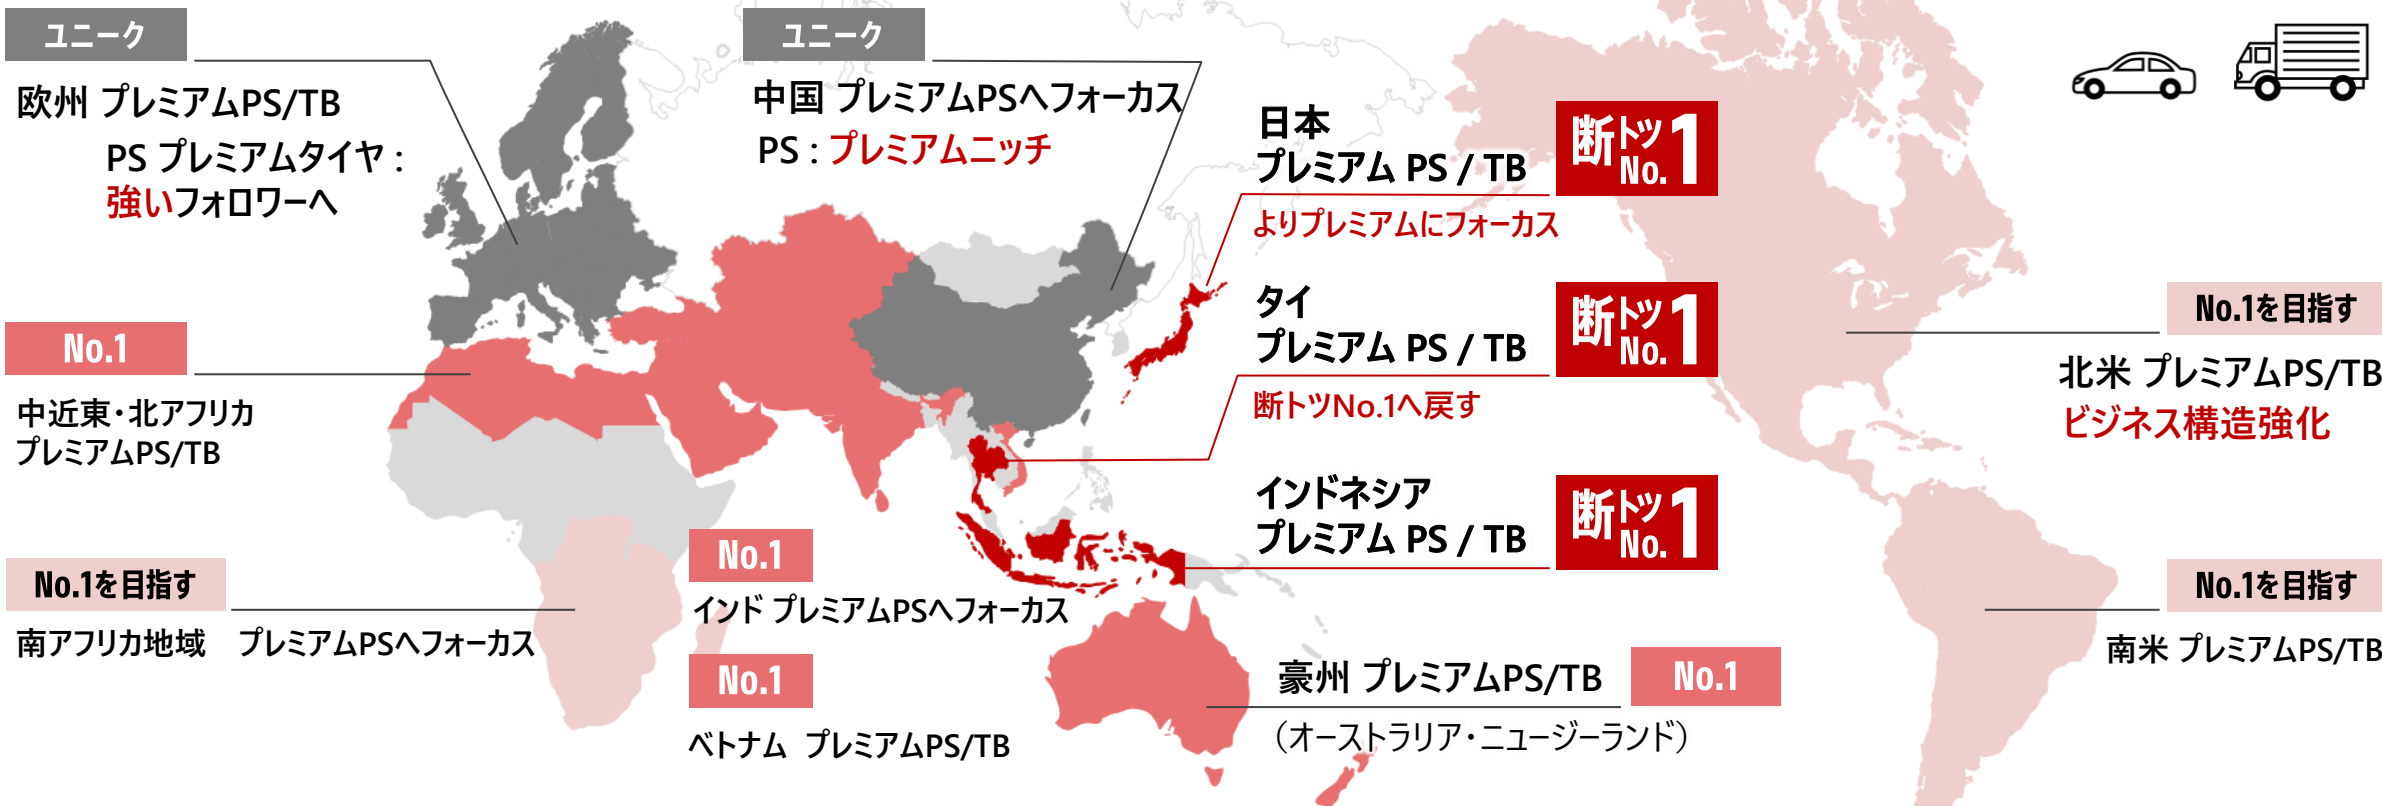 ユニーク
欧州 プレミアムPS/TB
PS プレミアムタイヤ :
強いフォロワーへ
ユニーク
中国 プレミアムPSへフォーカス
PS : プレミアムニッチ
日本
プレミアム PS / TB
断トツ No.1
よりプレミアムにフォーカス
タイ
プレミアム PS / TB
断トツ No.1
断トツNo.1へ戻す
インドネシア
プレミアム PS / TB
断トツ No.1
No.1を目指す
北米 プレミアムPS/TB
ビジネス構造強化
No.1
中近東・北アフリカ
プレミアムPS/TB
No.1を目指す
南アフリカ地域 プレミアムPSへフォーカス
No.1
インド プレミアムPSへフォーカス
No.1
ベトナム プレミアムPS/TB
豪州 プレミアムPS/TB
No.1
（オーストラリア・ニュージーランド）
No.1を目指す
南米 プレミアムPS/TB